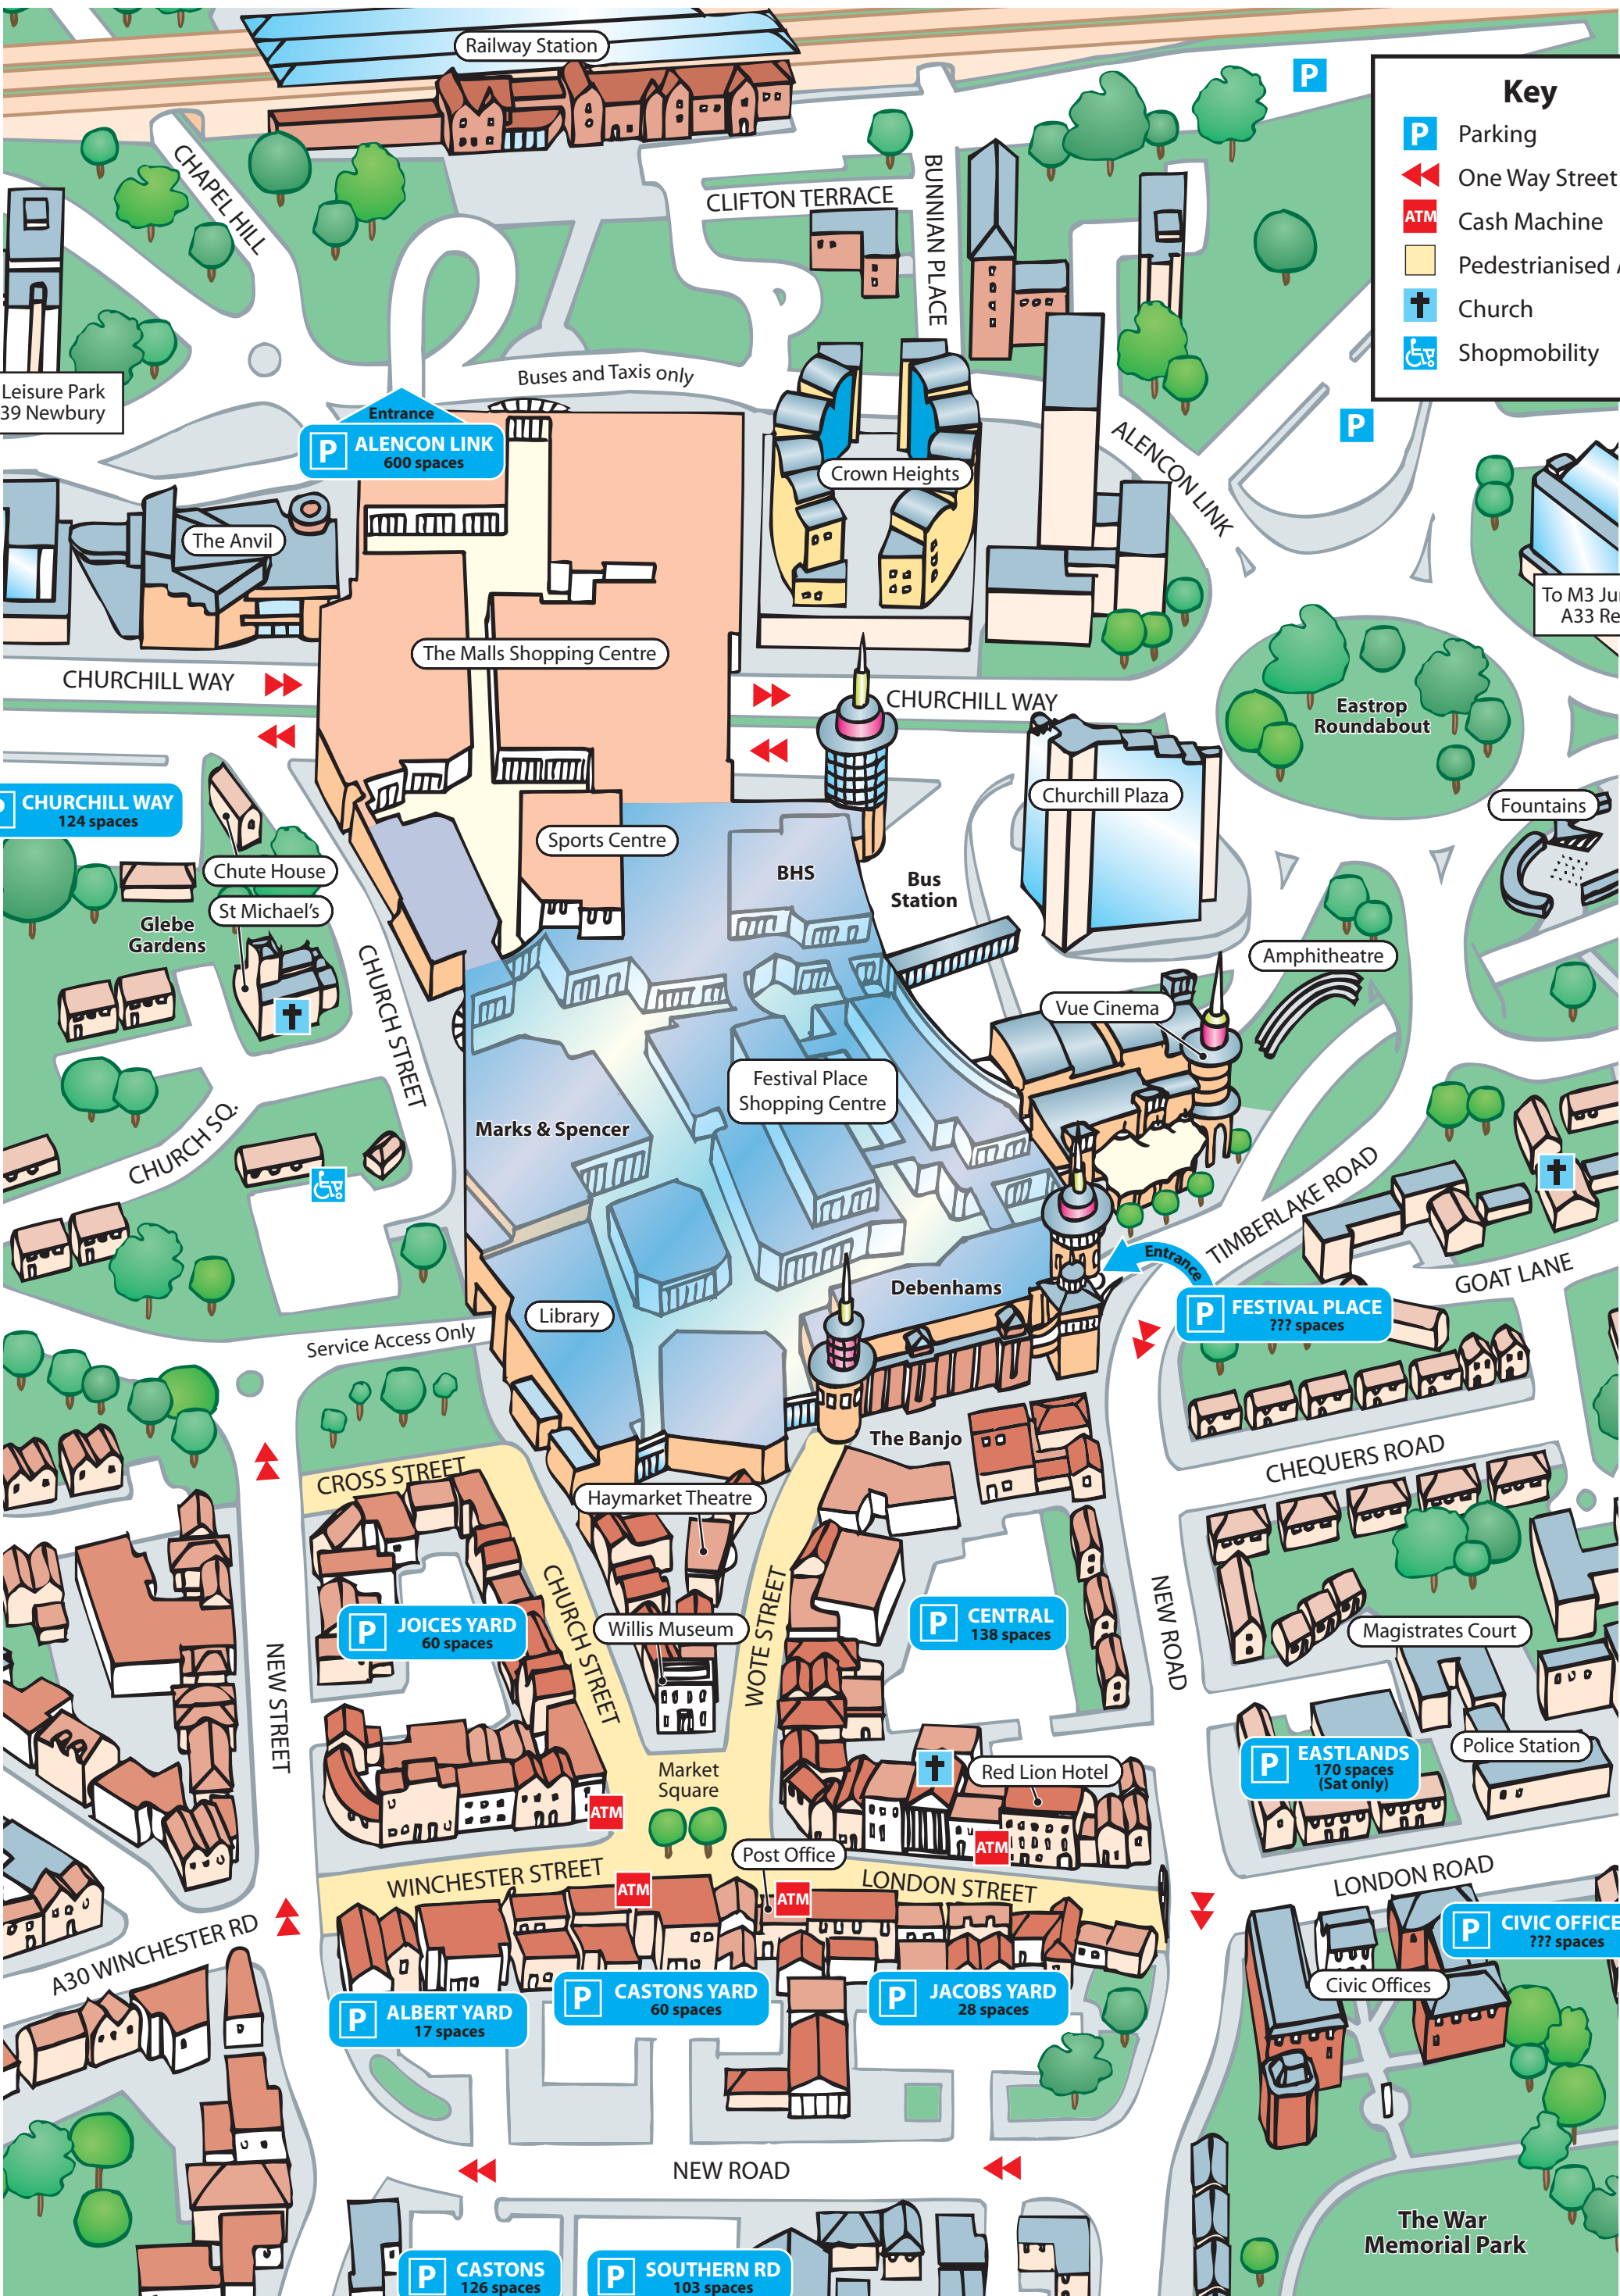 Railway Station
P
Key
P Parking
One Way Street
ATM Cash Machine
Pedestrianised
Church
Shopmobility
CHAPEL HILL
CLIFTON TERRACE
BUNNIAN PLACE
Buses and Taxis only
Leisure Park
39 Newbury
Entrance
P ALENCON LINK
600 spaces
P
ALENCON LINK
Crown Heights
The Anvil
To M3 Ju
A33 Re
The Malls Shopping Centre
CHURCHILL WAY
CHURCHILL WAY
Eastrop
Roundabout
CHURCHILL WAY
124 spaces
Churchill Plaza
Fountains
Sports Centre
BHS
Bus
Station
Chute House
St Michael's
Glebe
Gardens
Amphitheatre
CHURCH STREET
Vue Cinema
Festival Place
Shopping Centre
Marks & Spencer
CHURCH SQ.
TIMBERLAKE ROAD
Entrance
GOAT LANE
Debenhams
P FESTIVAL PLACE
??? spaces
Library
Service Access Only
The Banjo
CHEQUERS ROAD
CROSS STREET
Haymarket Theatre
CHURCH STREET
WOTE STREET
NEW ROAD
P JOICES YARD
60 spaces
Willis Museum
P CENTRAL
138 spaces
Magistrates Court
NEW STREET
Market
Square
Red Lion Hotel
P EASTLANDS
170 spaces
(Sat only)
Police Station
ATM
ATM
Post Office
WINCHESTER STREET
ATM
ATM
LONDON STREET
LONDON ROAD
A30 WINCHESTER RD
P CIVIC OFFICE
??? spaces
Civic Offices
P ALBERT YARD
17 spaces
P CASTONS YARD
60 spaces
P JACOBS YARD
28 spaces
NEW ROAD
The War
Memorial Park
P CASTONS
126 spaces
P SOUTHERN RD
103 spaces